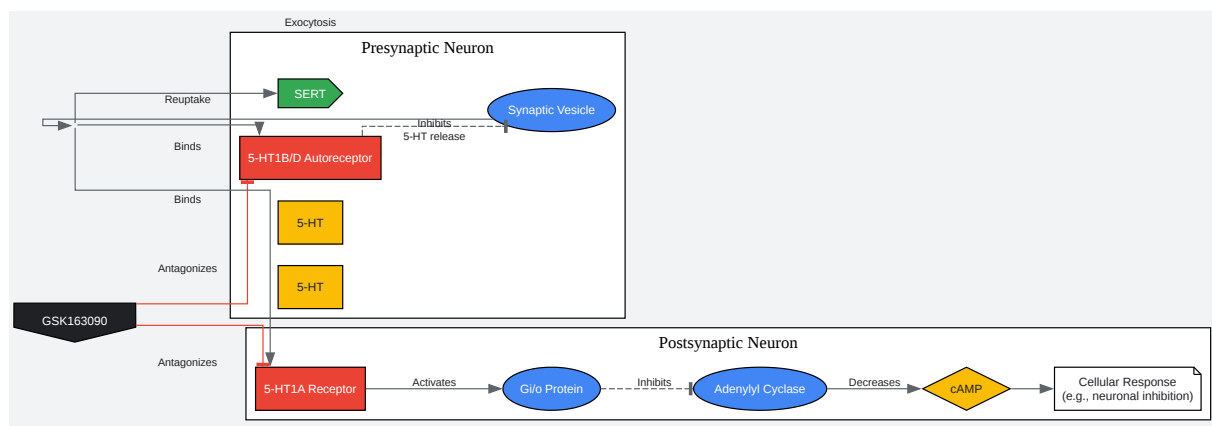 Exocytosis
Presynaptic Neuron
SERT
Reuptake
Synaptic Vesicle
Inhibits
5-HT release
Binds
5-HT1B/D Autoreceptor
Binds
5-HT
Antagonizes
5-HT
GSK163090
Postsynaptic Neuron
Antagonizes
5-HT1A Receptor
Activates
Gi/o Protein
Inhibits
Adenylyl Cyclase
Decreases
cAMP
Cellular Response
(e.g., neuronal inhibition)